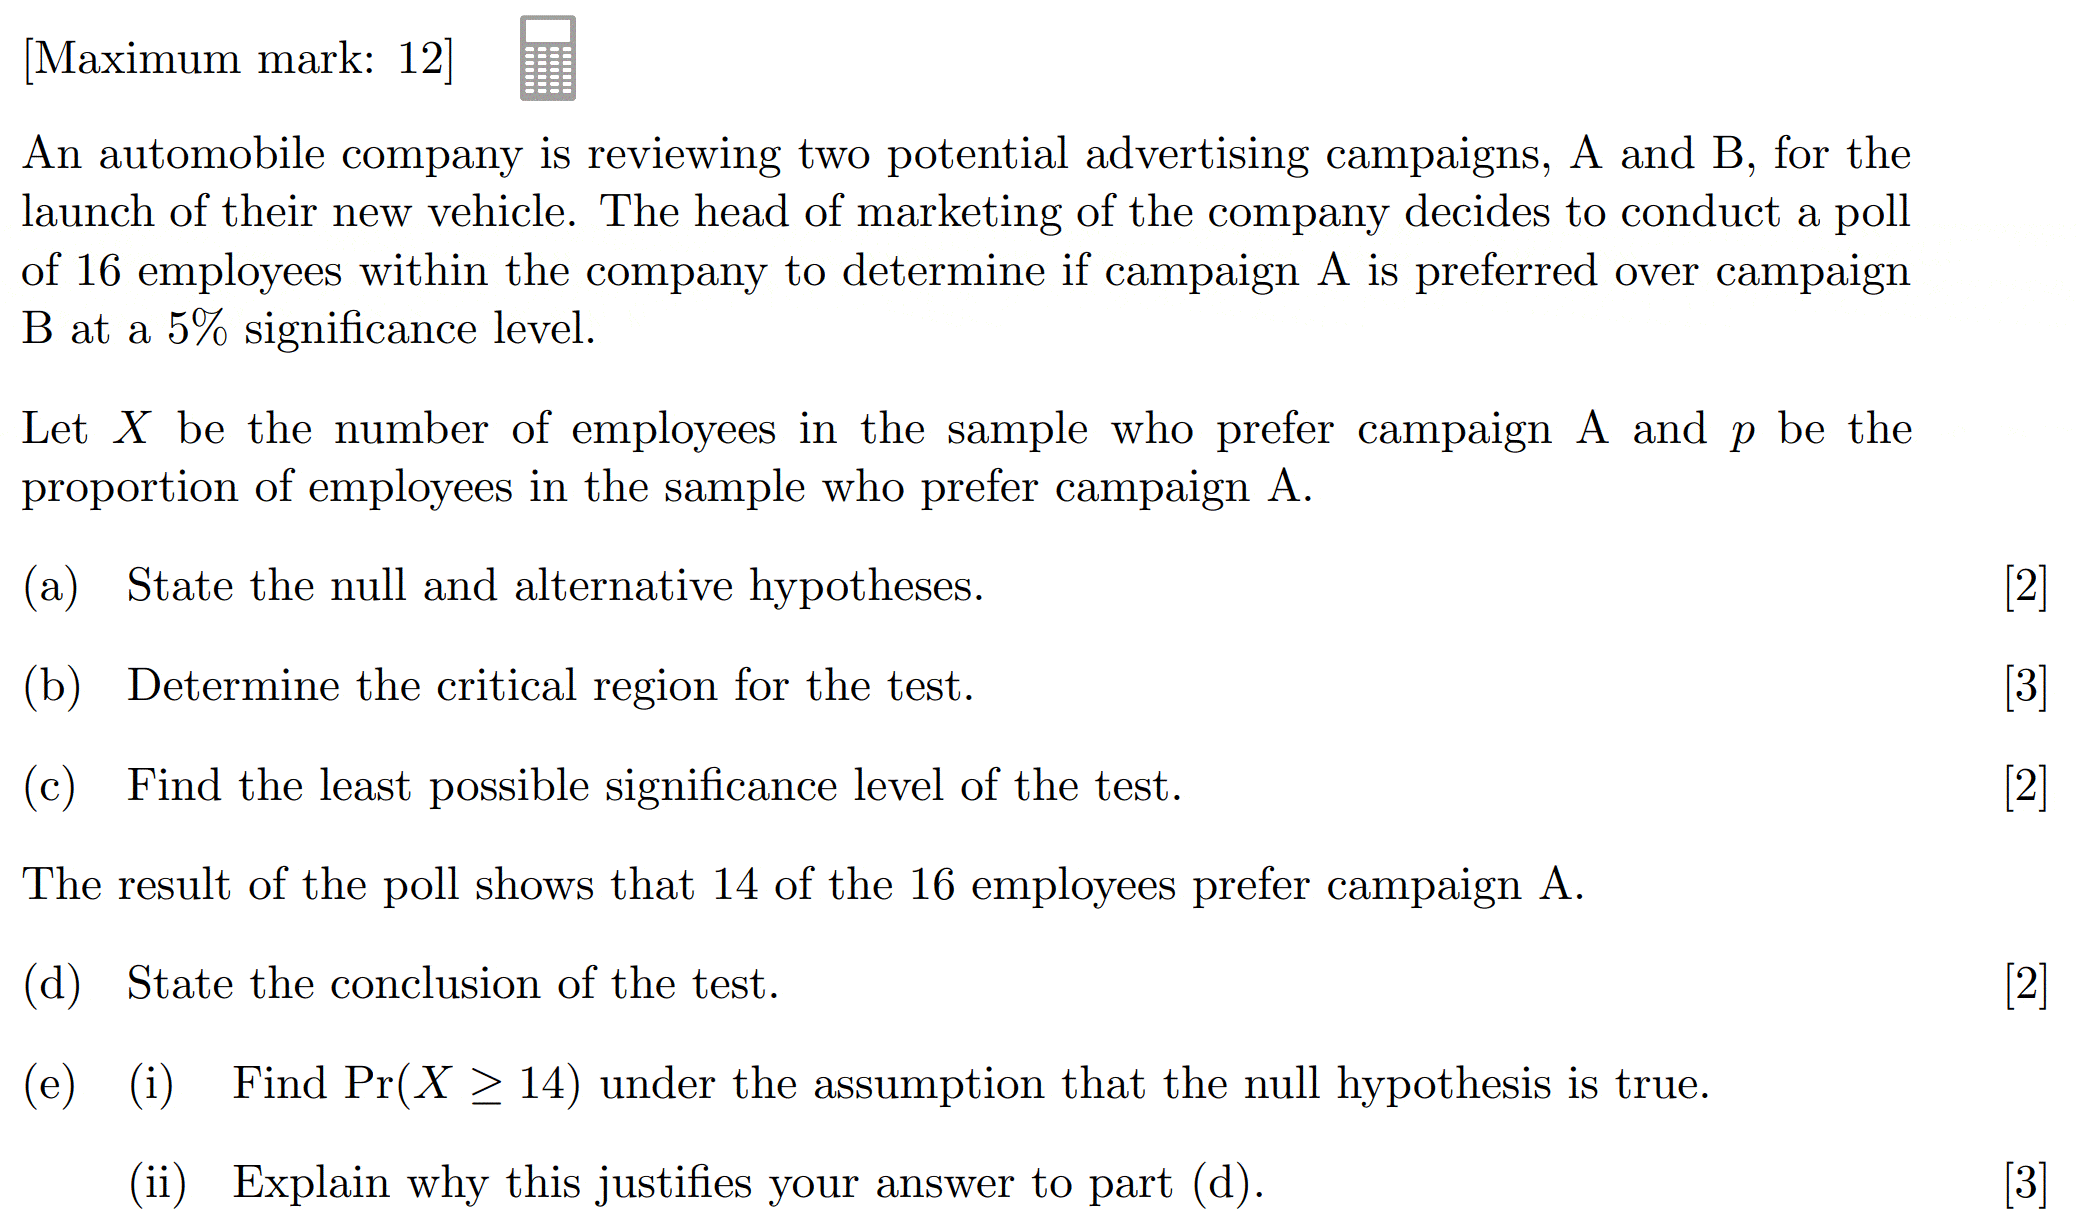 [Maximum mark: 12]
An automobile company is reviewing two potential advertising campaigns, A and B, for the
launch of their new vehicle. The head of marketing of the company decides to conduct a poll
of 16 employees within the company to determine if campaign A is preferred over campaign
B at a 5% significance level.
Let X be the number of employees in the sample who prefer campaign A and p be the
proportion of employees in the sample who prefer campaign A.
(a) State the null and alternative hypotheses. [2]
(b) Determine the critical region for the test. [3]
(c) Find the least possible significance level of the test. [2]
The result of the poll shows that 14 of the 16 employees prefer campaign A.
(d) State the conclusion of the test. [2]
(e) (i) Find Pr(X ≥ 14) under the assumption that the null hypothesis is true.
(ii) Explain why this justifies your answer to part (d). [3]